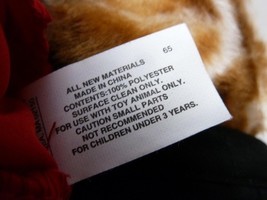 65
ALL NEW MATERIALS
MADE IN CHINA
CONTENTS:100% POLYESTER
SURFACE CLEAN ONLY.
FOR USE WITH TOY ANIMAL ONLY.
CAUTION SMALL PARTS
NOT RECOMMENDED
FOR CHILDREN UNDER 3 YEARS.